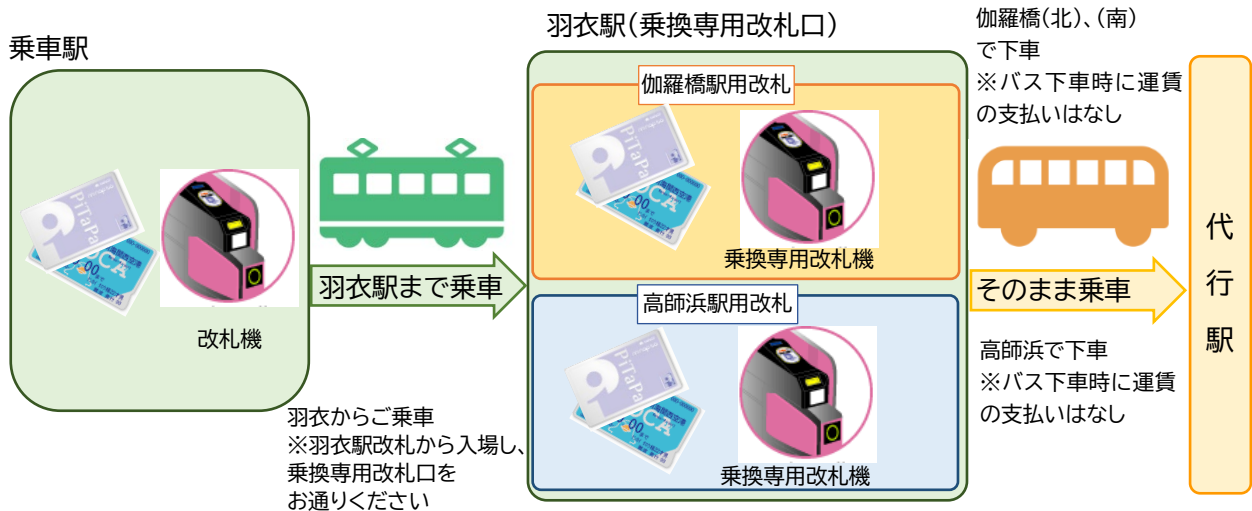 乗車駅
PiTaPa
改札機
羽衣駅まで乗車
羽衣からご乗車
※羽衣駅改札から入場し、
乗換専用改札口を
お通りください
羽衣駅(乗換専用改札口)
伽羅橋駅用改札
PiTaPa
乗換専用改札機
高師浜駅用改札
PiTaPa
乗換専用改札機
伽羅橋(北)、(南)
で下車
※バス下車時に運賃
の支払いはなし
そのまま乗車
高師浜で下車
※バス下車時に運賃
の支払いはなし
代行駅